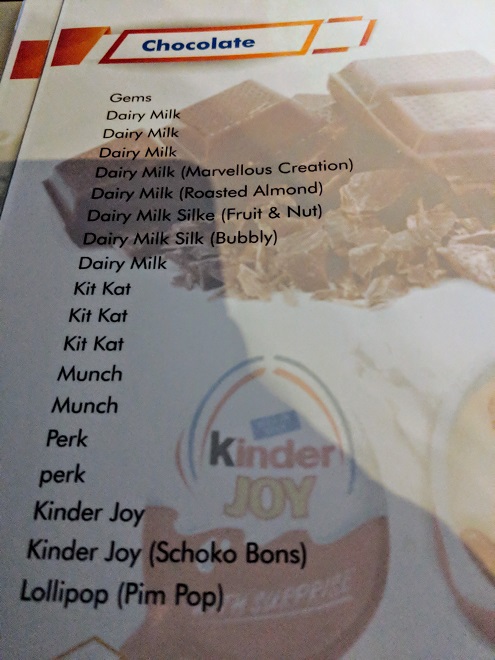 Chocolate
Gems
Dairy Milk
Dairy Milk
Dairy Milk
Dairy Milk (Marvellous Creation)
Dairy Milk (Roasted Almond)
Dairy Milk Silke (Fruit & Nut)
Dairy Milk Silk (Bubbly)
Dairy Milk
Kit Kat
Kit Kat
Kit Kat
Munch
Munch
Perk
perk
Kinder Joy
Kinder Joy (Schoko Bons)
Lollipop (Pim Pop)
Kinder
JOY
SURPRISE